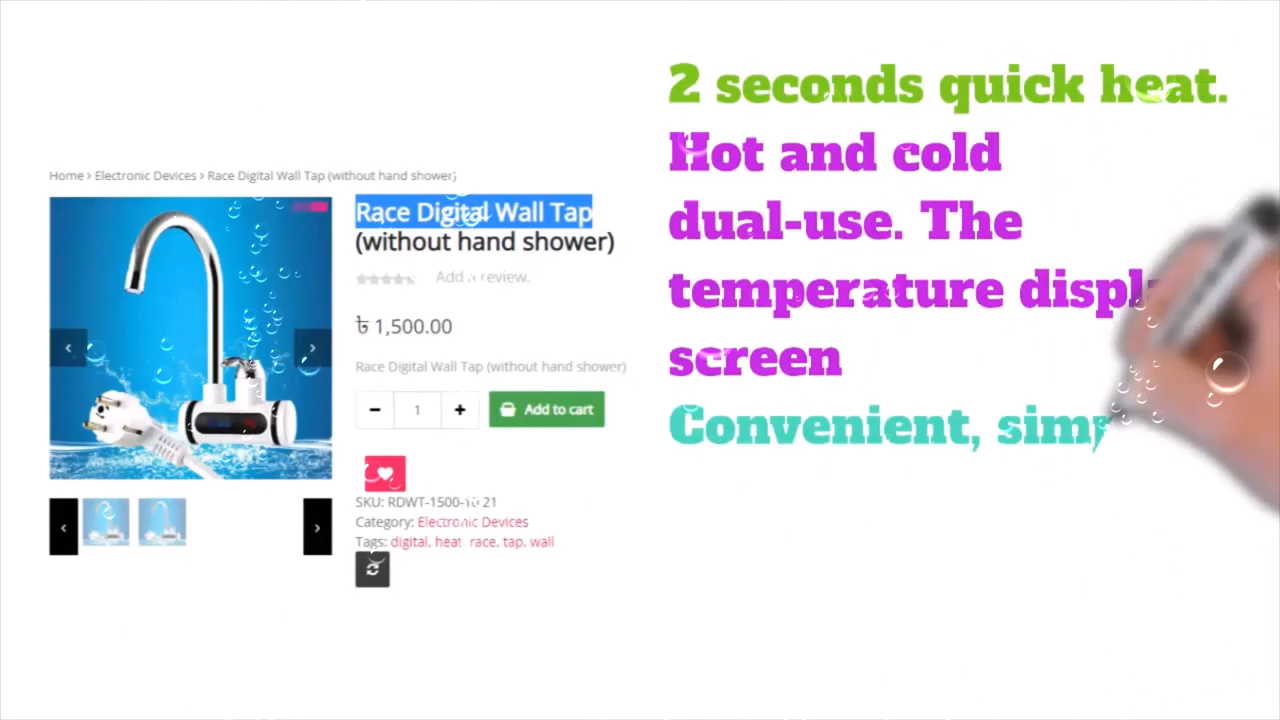 Home > Electronic Devices > Race Digital Wall Tap (without hand shower)
Race Digital Wall Tap
(without hand shower)
Add a review.
৳ 1,500.00
Race Digital Wall Tap (without hand shower)
- 1 +
Add to cart
Category: Electronic Devices
Tags: digital, heat, race, tap, wall
2 seconds quick heat.
Hot and cold
dual-use. The
temperature
screen
Convenient,